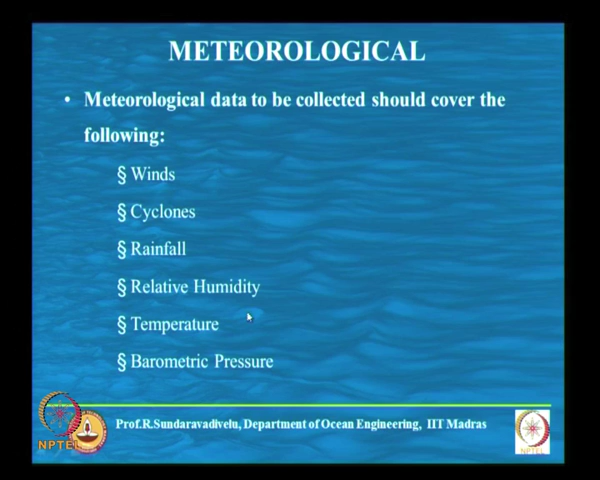 METEOROLOGICAL
• Meteorological data to be collected should cover the
following:
§ Winds
§ Cyclones
§ Rainfall
§ Relative Humidity
§ Temperature
§ Barometric Pressure
Prof.R.Sundaravadivelu, Department of Ocean Engineering, IIT Madras
NPTEL
NPTEL